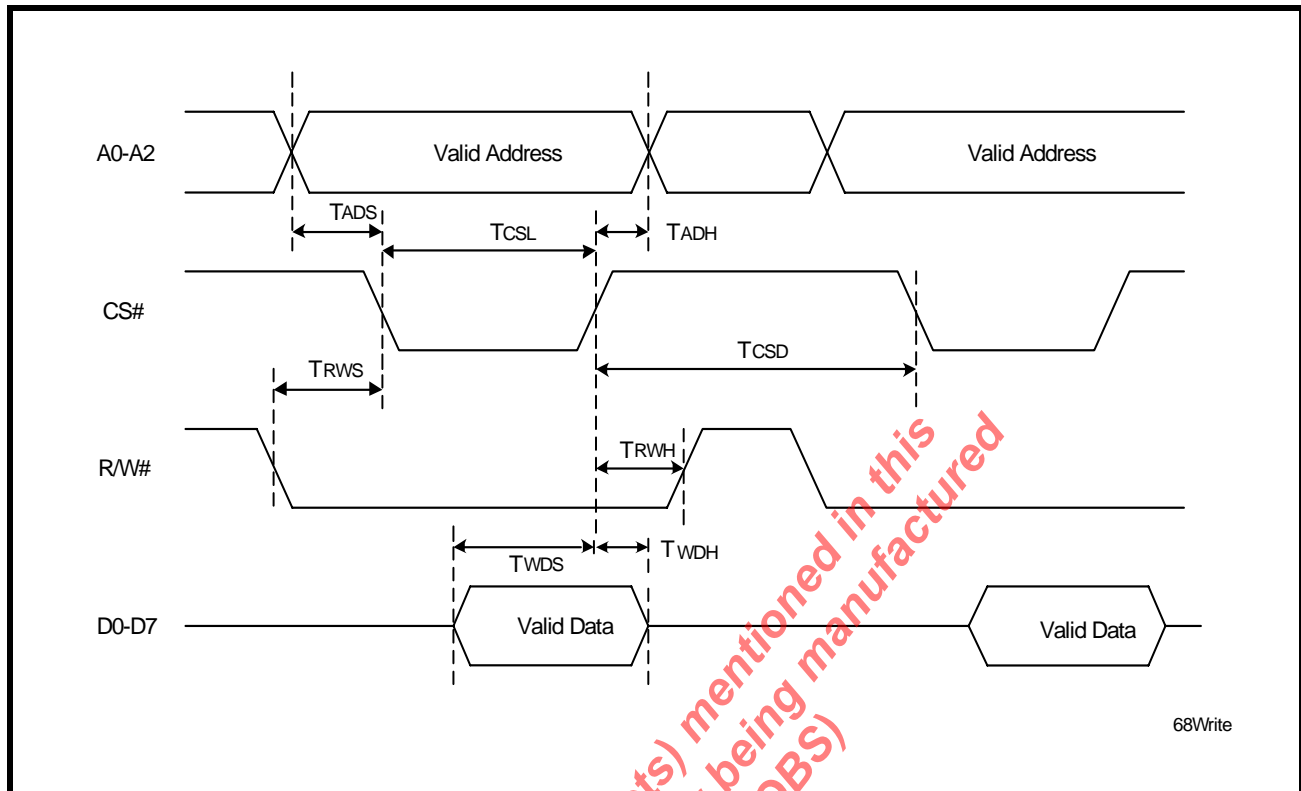 A0-A2
Valid Address
Valid Address
TADS
TCSL
TADH
CS#
TCSD
TRWS
R/W#
TRWH
TWDS
TWDH
D0-D7
Valid Data
Valid Data
mentioned in this
being manufactured
68Write